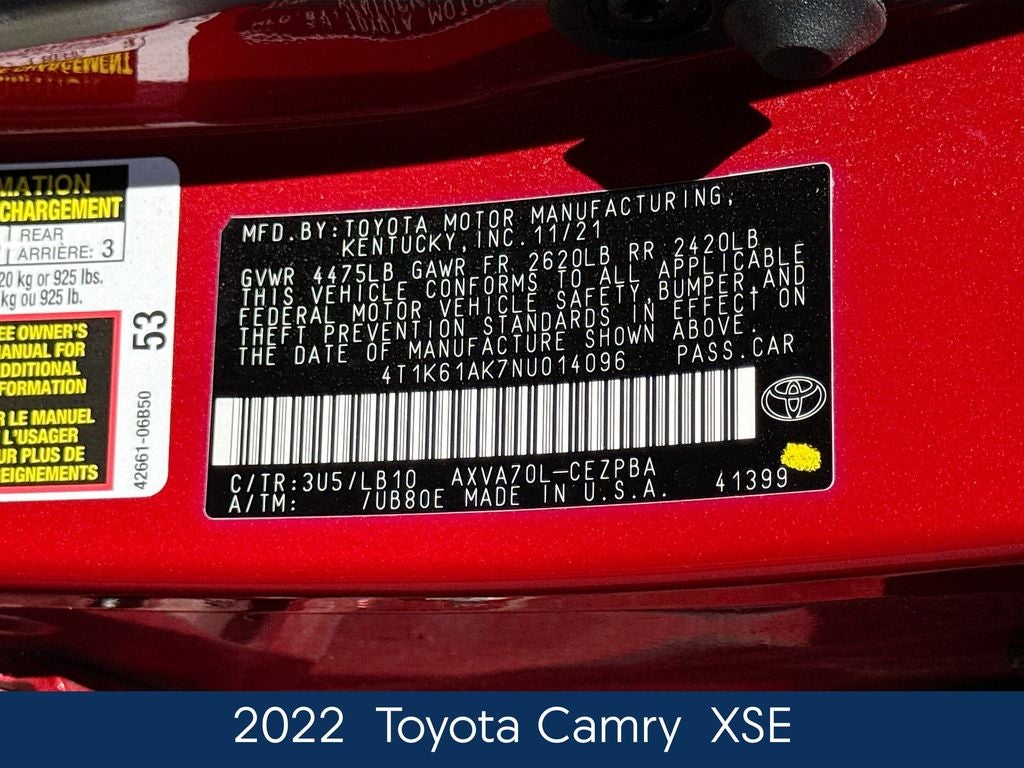 MATION
CHARGEMENT
REAR
ARRIÈRE: 3
20 kg or 925 lbs.
kg ou 925 lb.
EE OWNER'S
MANUAL FOR
ADDITIONAL
FORMATION
R LE MANUEL
L'USAGER
UR PLUS DE
SEIGNEMENTS
53
42661-06B50
MFD.BY:TOYOTA MOTOR MANUFACTURING,
KENTUCKY,INC.11/21
GVWR 4475LB GAWR FR 2620LB RR 2420LB
THIS VEHICLE CONFORMS TO ALL APPLICABLE
FEDERAL MOTOR VEHICLE SAFETY,BUMPER,AND
THEFT PREVENTION STANDARDS IN EFFECT ON
THE DATE OF MANUFACTURE SHOWN ABOVE.
4T1K61AK7NU014096 PASS.CAR
C/TR:3U5/LB10 AXVA70L-CEZPBA
A/TM: /UB80E MADE IN U.S.A. 41399
2022 Toyota Camry XSE